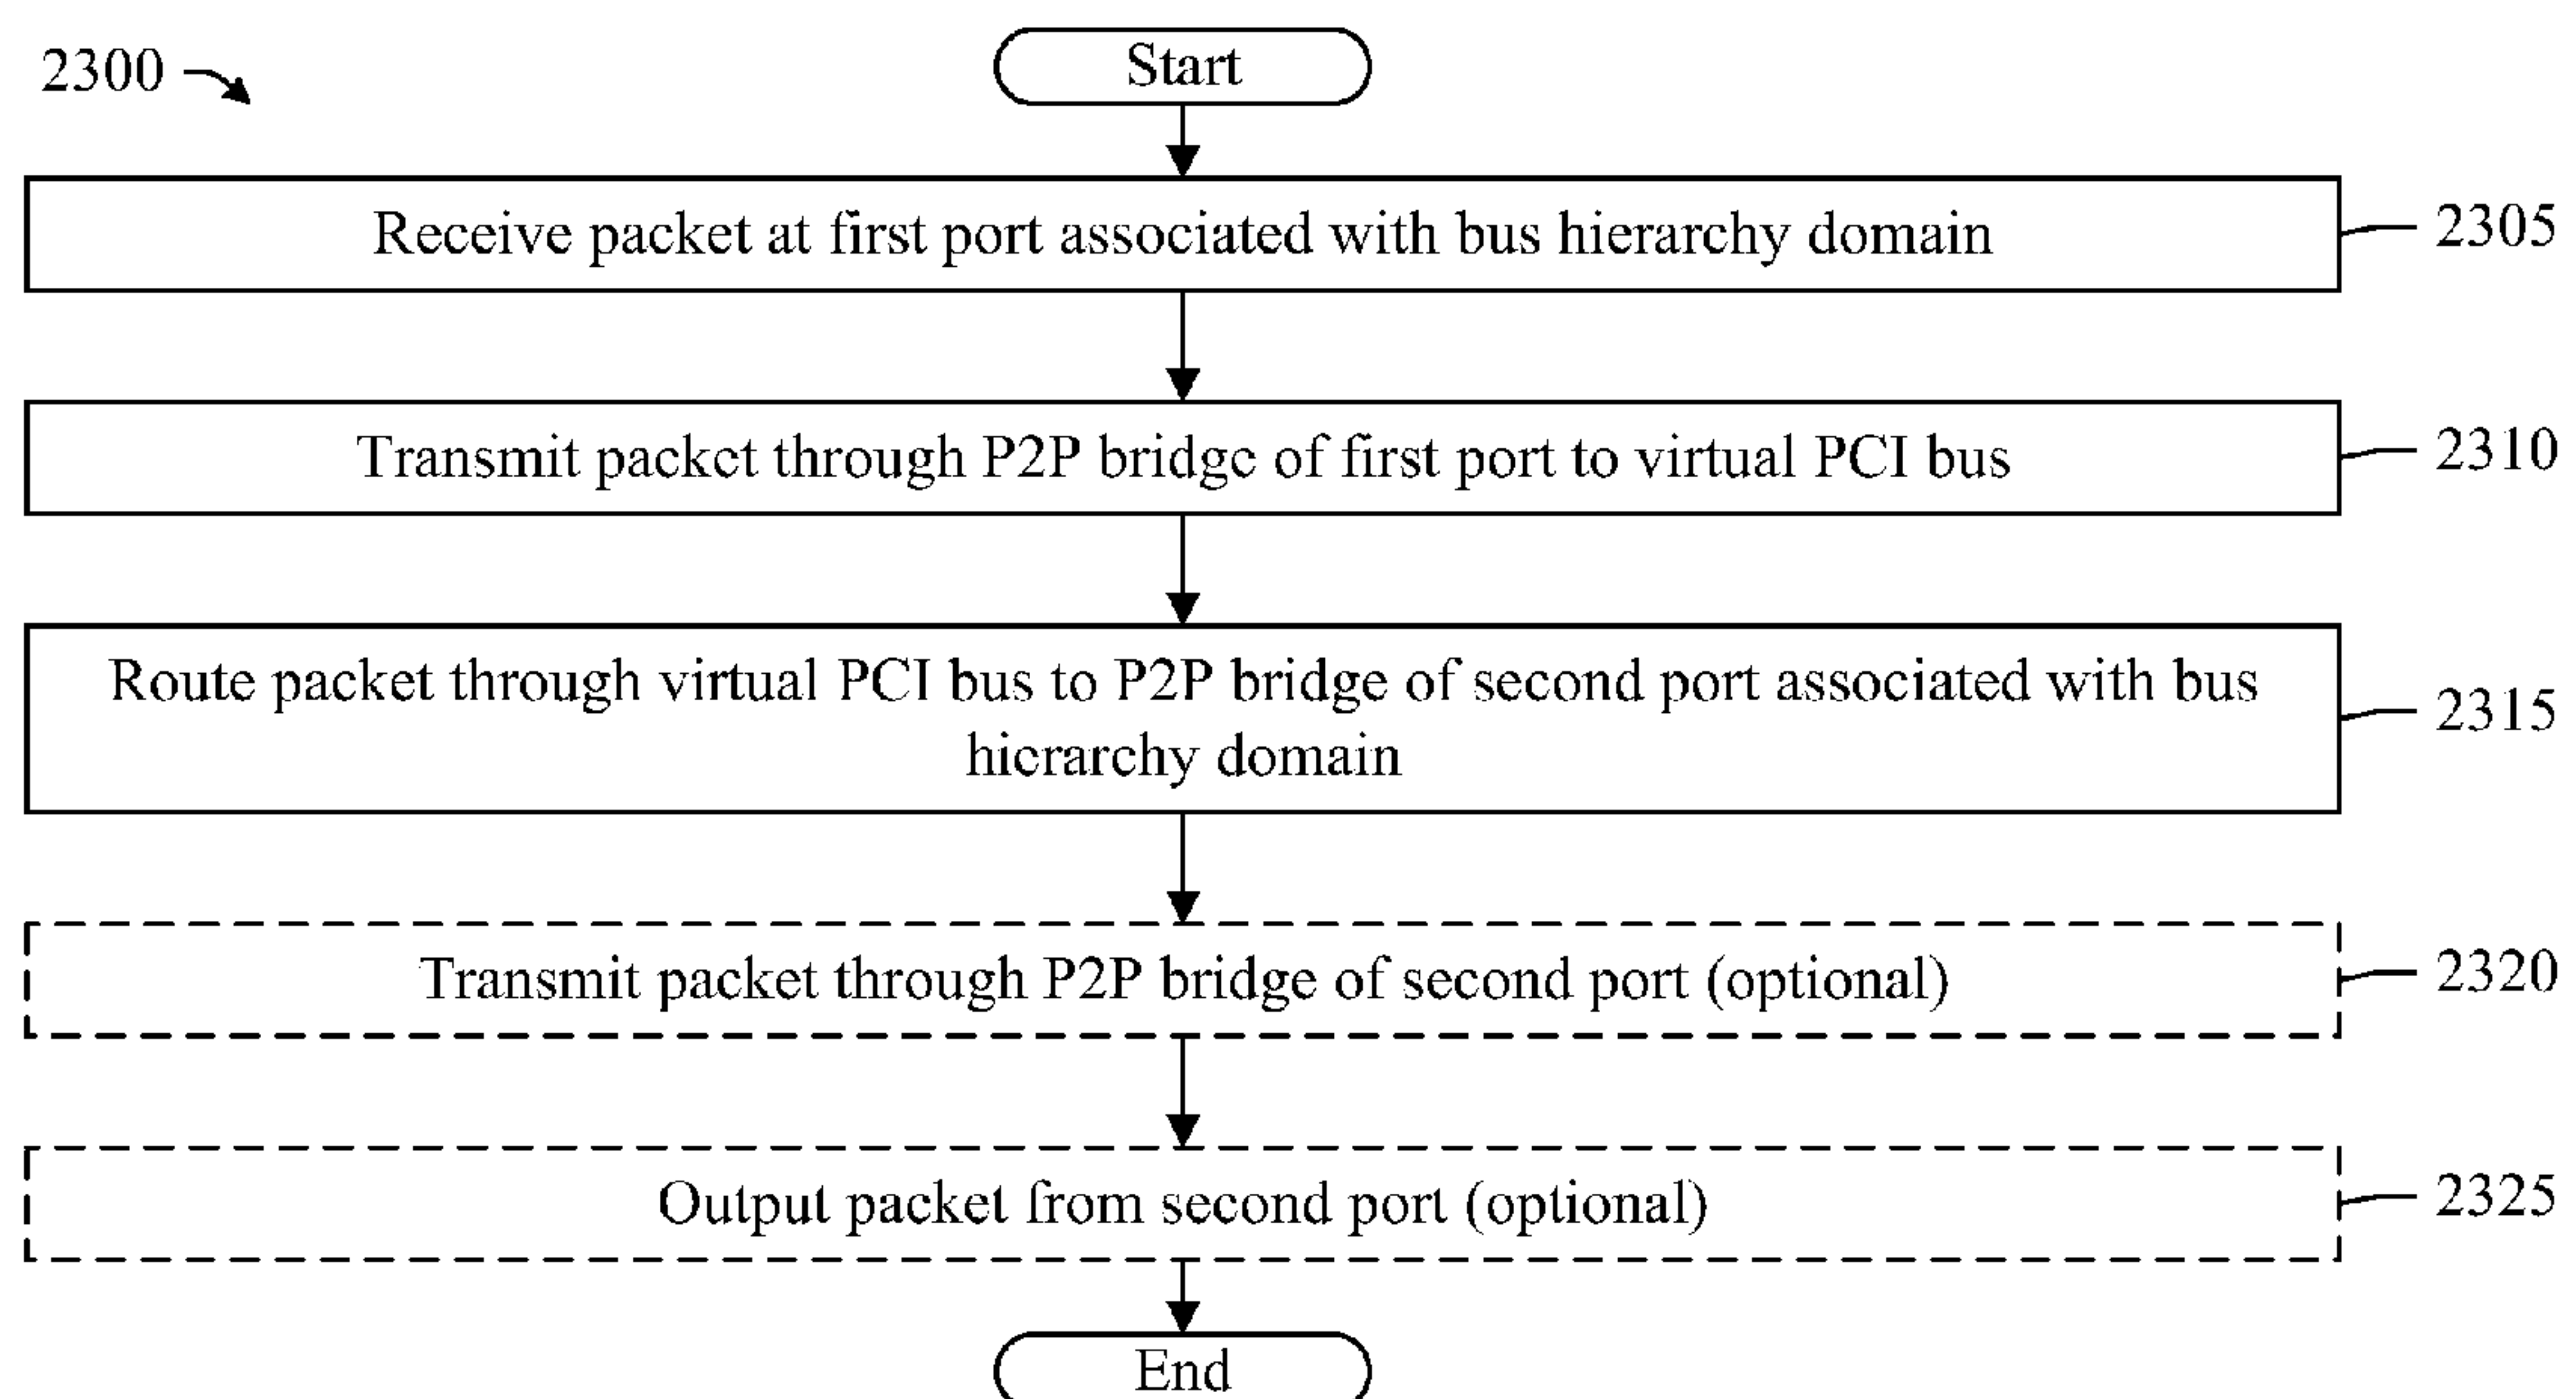 2300
Start
Receive packet at first port associated with bus hierarchy domain
2305
Transmit packet through P2P bridge of first port to virtual PCI bus
2310
Route packet through virtual PCI bus to P2P bridge of second port associated with bus
hierarchy domain
2315
Transmit packet through P2P bridge of second port (optional)
2320
Output packet from second port (optional)
2325
End